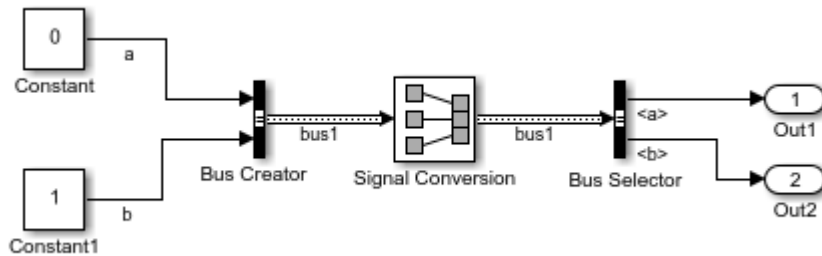 0
a
Constant
1
b
Constant1
Bus Creator
bus1
Signal Conversion
bus1
Bus Selector
<a>
<b>
1
Out1
2
Out2